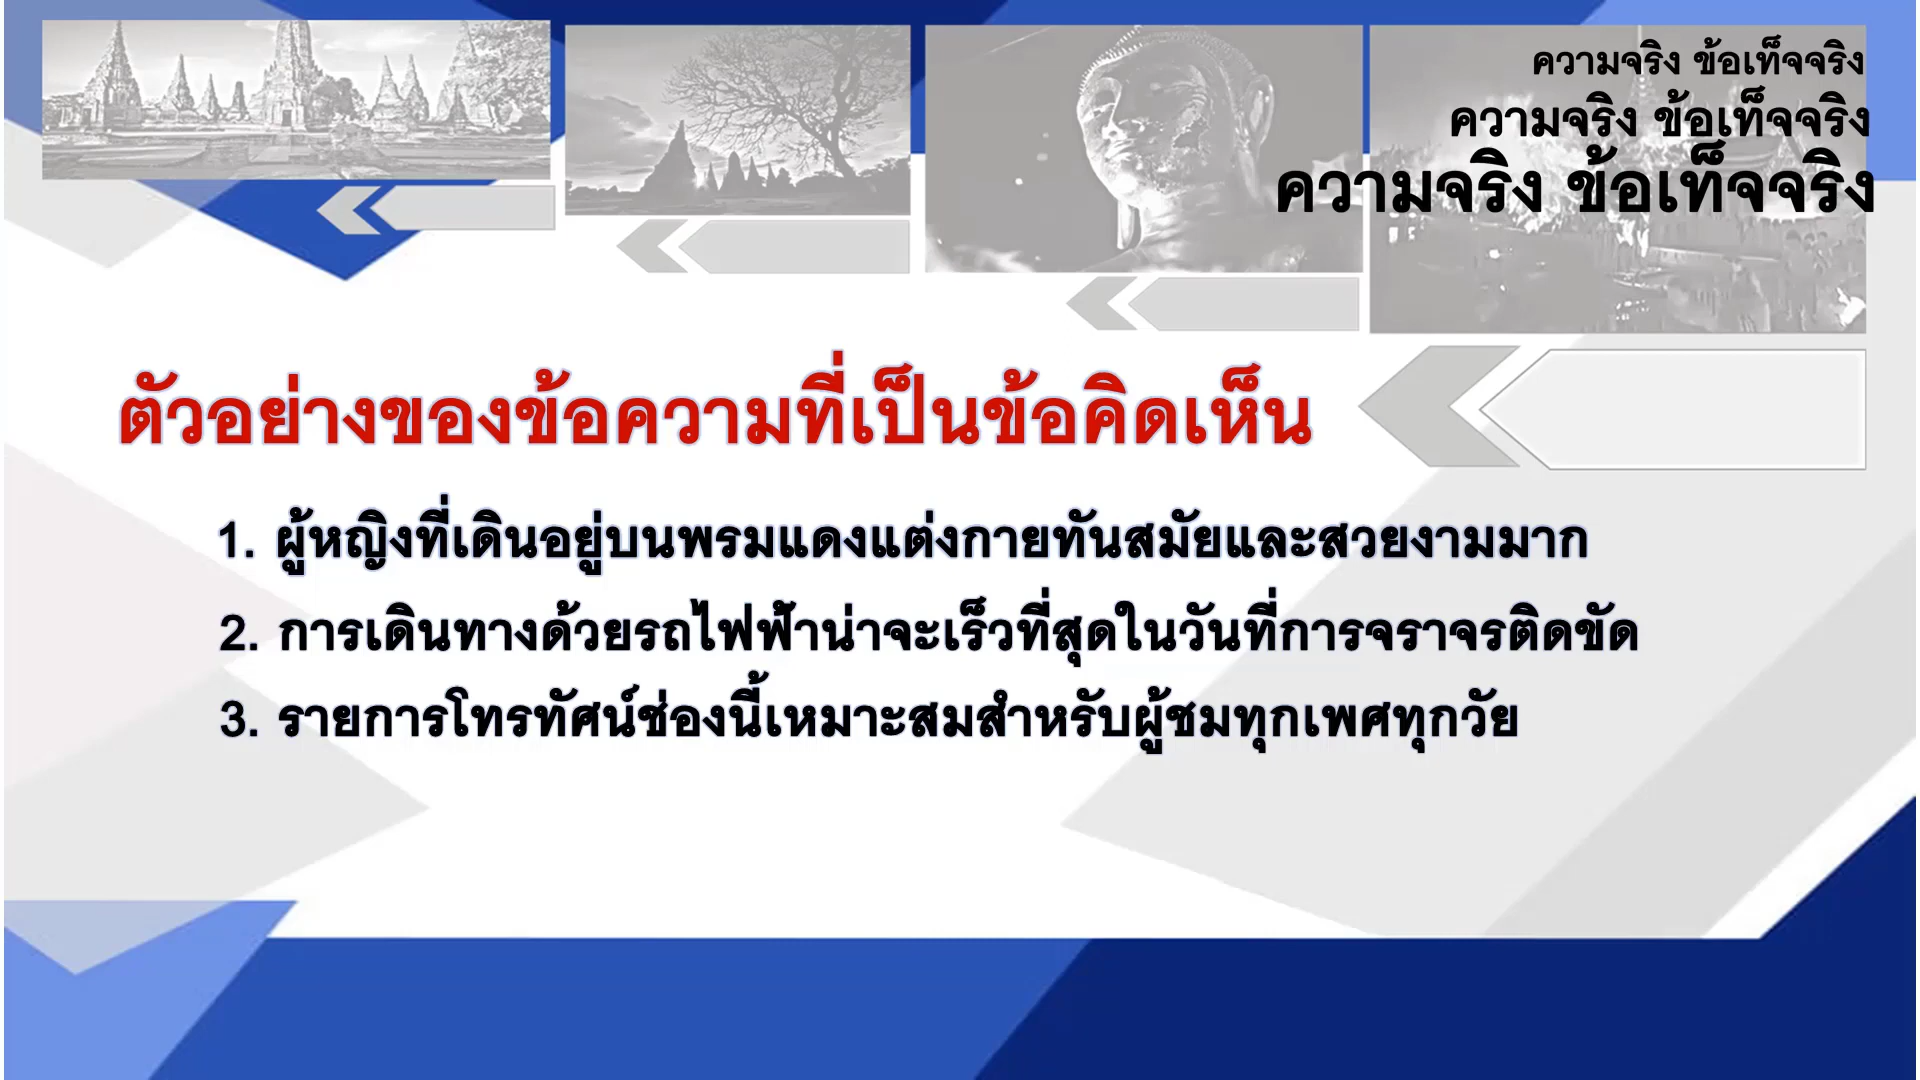 ความจริง ข้อเท็จจริง
ความจริง ข้อเท็จจริง
ความจริง ข้อเท็จจริง
ตัวอย่างของข้อความที่เป็นข้อคิดเห็น
1. ผู้หญิงที่เดินอยู่บนพรมแดงแต่งกายทันสมัยและสวยงามมาก
2. การเดินทางด้วยรถไฟฟ้าน่าจะเร็วที่สุดในวันที่การจราจรติดขัด
3. รายการโทรทัศน์ช่องนี้เหมาะสมสำหรับผู้ชมทุกเพศทุกวัย